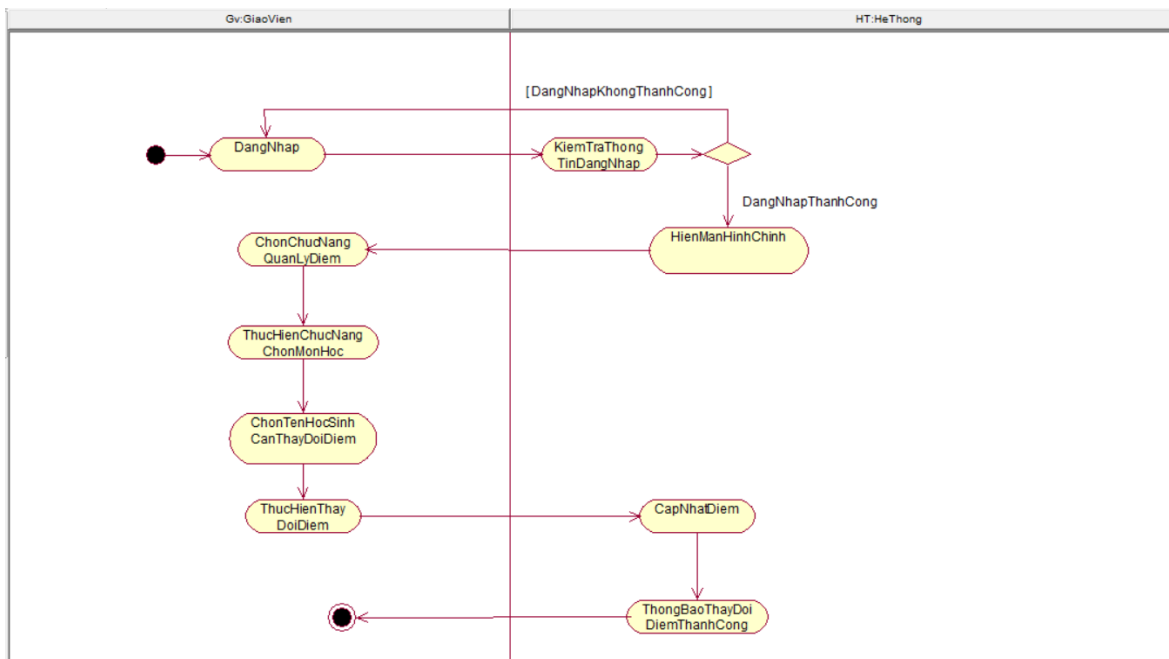 Gv:GiaoVien
HT:HeThong
[DangNhapKhongThanhCong]
DangNhap
KiemTraThong
TinDangNhap
DangNhapThanhCong
HienManHinhChinh
ChonChucNang
QuanLyDiem
ThucHienChucNang
ChonMonHoc
ChonTenHocSinh
CanThayDoiDiem
ThucHienThay
DoiDiem
CapNhatDiem
ThongBaoThayDoi
DiemThanhCong